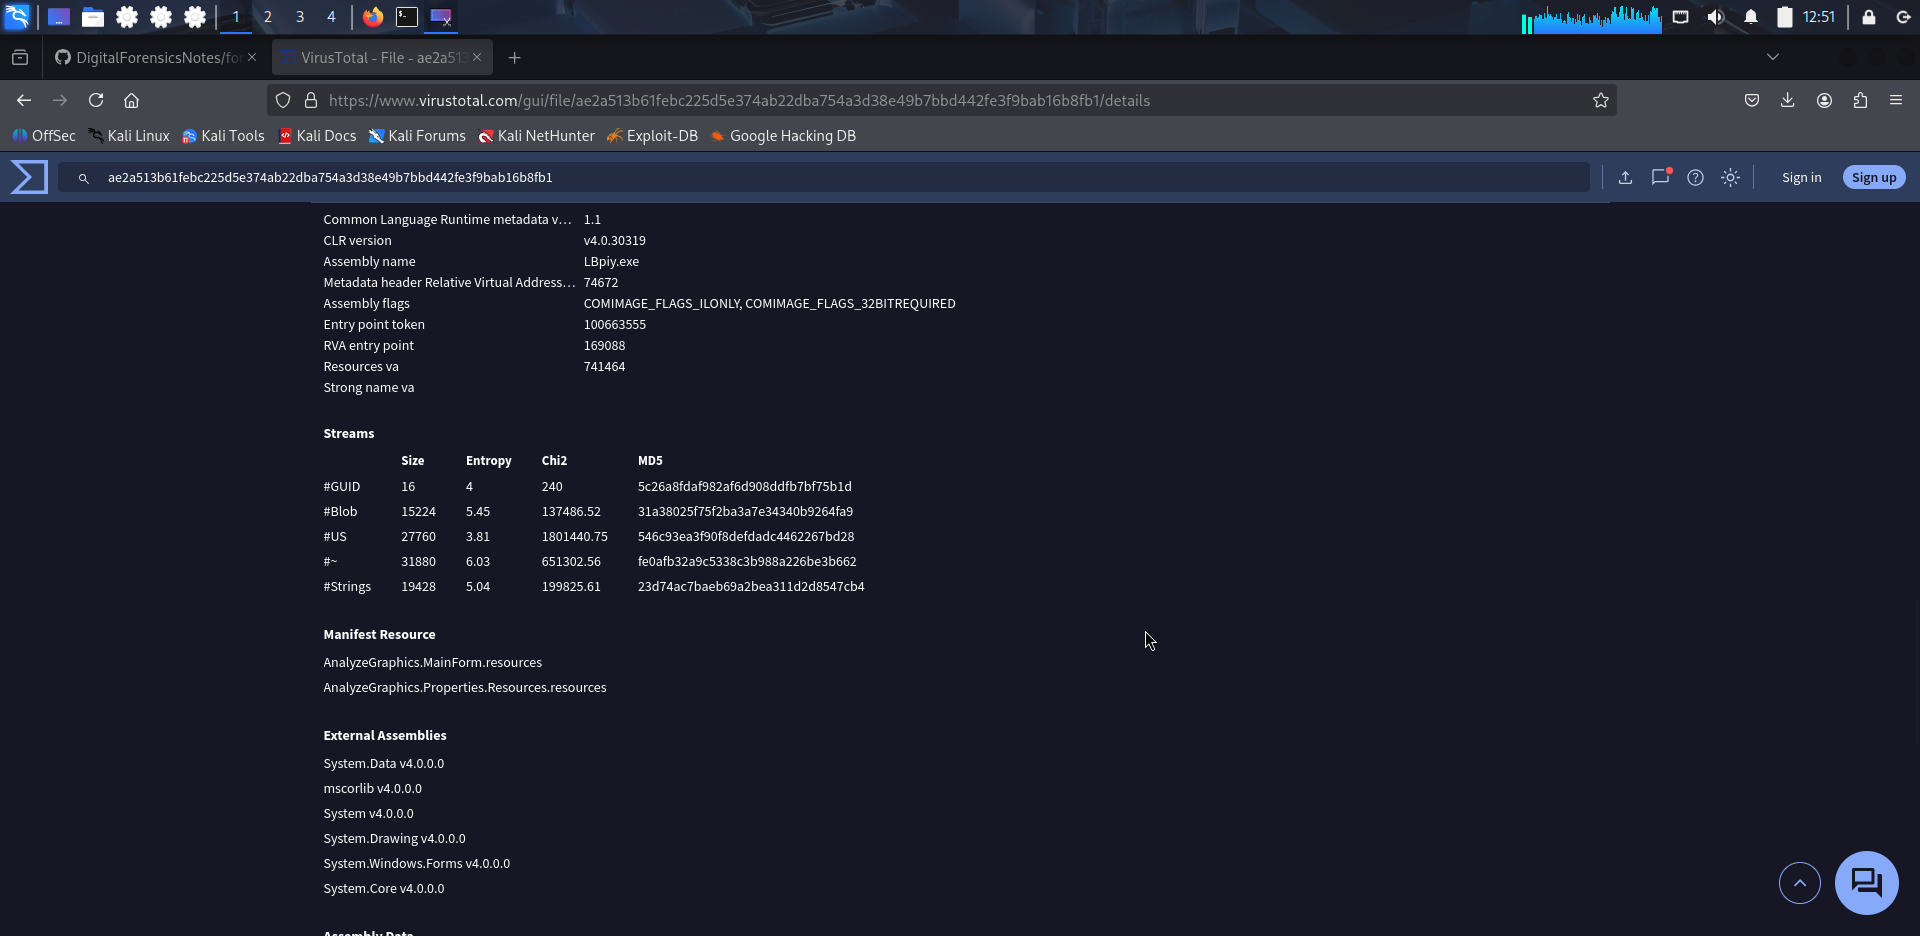 1 2 3 4 12:51
DigitalForensicsNotes/fo
VirusTotal - File - ae2a513
https://www.virustotal.com/gui/file/ae2a513b61febc225d5e374ab22dba754a3d38e49b7bbd442fe3f9bab16b8fb1/details
OffSec Kali Linux Kali Tools Kali Docs Kali Forums Kali NetHunter Exploit-DB Google Hacking DB
ae2a513b61febc225d5e374ab22dba754a3d38e49b7bbd442fe3f9bab16b8fb1 Sign in Sign up
Common Language Runtime metadata v... 1.1
CLR version v4.0.30319
Assembly name LBpiy.exe
Metadata header Relative Virtual Address... 74672
Assembly flags COMIMAGE_FLAGS_ILONLY, COMIMAGE_FLAGS_32BITREQUIRED
Entry point token 100663555
RVA entry point 169088
Resources va 741464
Strong name va
Streams
Size Entropy Chi2 MD5
#GUID 16 4 240 5c26a8fdaf982af6d908ddfb7bf75b1d
#Blob 15224 5.45 137486.52 31a38025f75f2ba3a7e34340b9264fa9
#US 27760 3.81 1801440.75 546c93ea3f90f8defdadc4462267bd28
#~ 31880 6.03 651302.56 fe0afb32a9c5338c3b988a226be3b662
#Strings 19428 5.04 199825.61 23d74ac7baeb69a2bea311d2d8547cb4
Manifest Resource
AnalyzeGraphics.MainForm.resources
AnalyzeGraphics.Properties.Resources.resources
External Assemblies
System.Data v4.0.0.0
mscorlib v4.0.0.0
System v4.0.0.0
System.Drawing v4.0.0.0
System.Windows.Forms v4.0.0.0
System.Core v4.0.0.0
Assembly Data